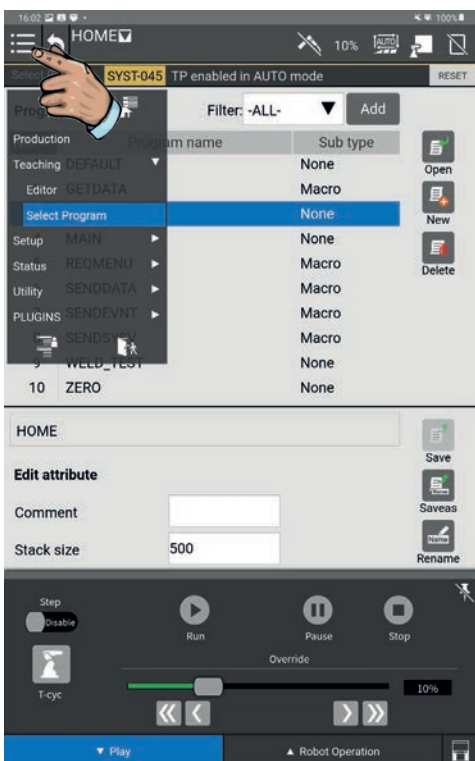 16:02
100%
HOME
10%
AUTO
SYST-045 TP enabled in AUTO mode
RESET
Filter: -ALL-
Add
Production
Program name
Sub type
Teaching
DEFAULT
None
Open
Editor
GETDATA
Macro
Select Program
None
New
Setup
MAIN
None
Status
REQMENU
Macro
Delete
Utility
SENDDATA
Macro
PLUGINS
SENDEVNT
Macro
SENDSYSV
Macro
9 WELD_TEST
None
10 ZERO
None
HOME
Save
Edit attribute
Comment
Saveas
Stack size
500
Name
Rename
Step
Disable
Run
Pause
Stop
Override
T-cyc
10%
▼ Play
▲ Robot Operation